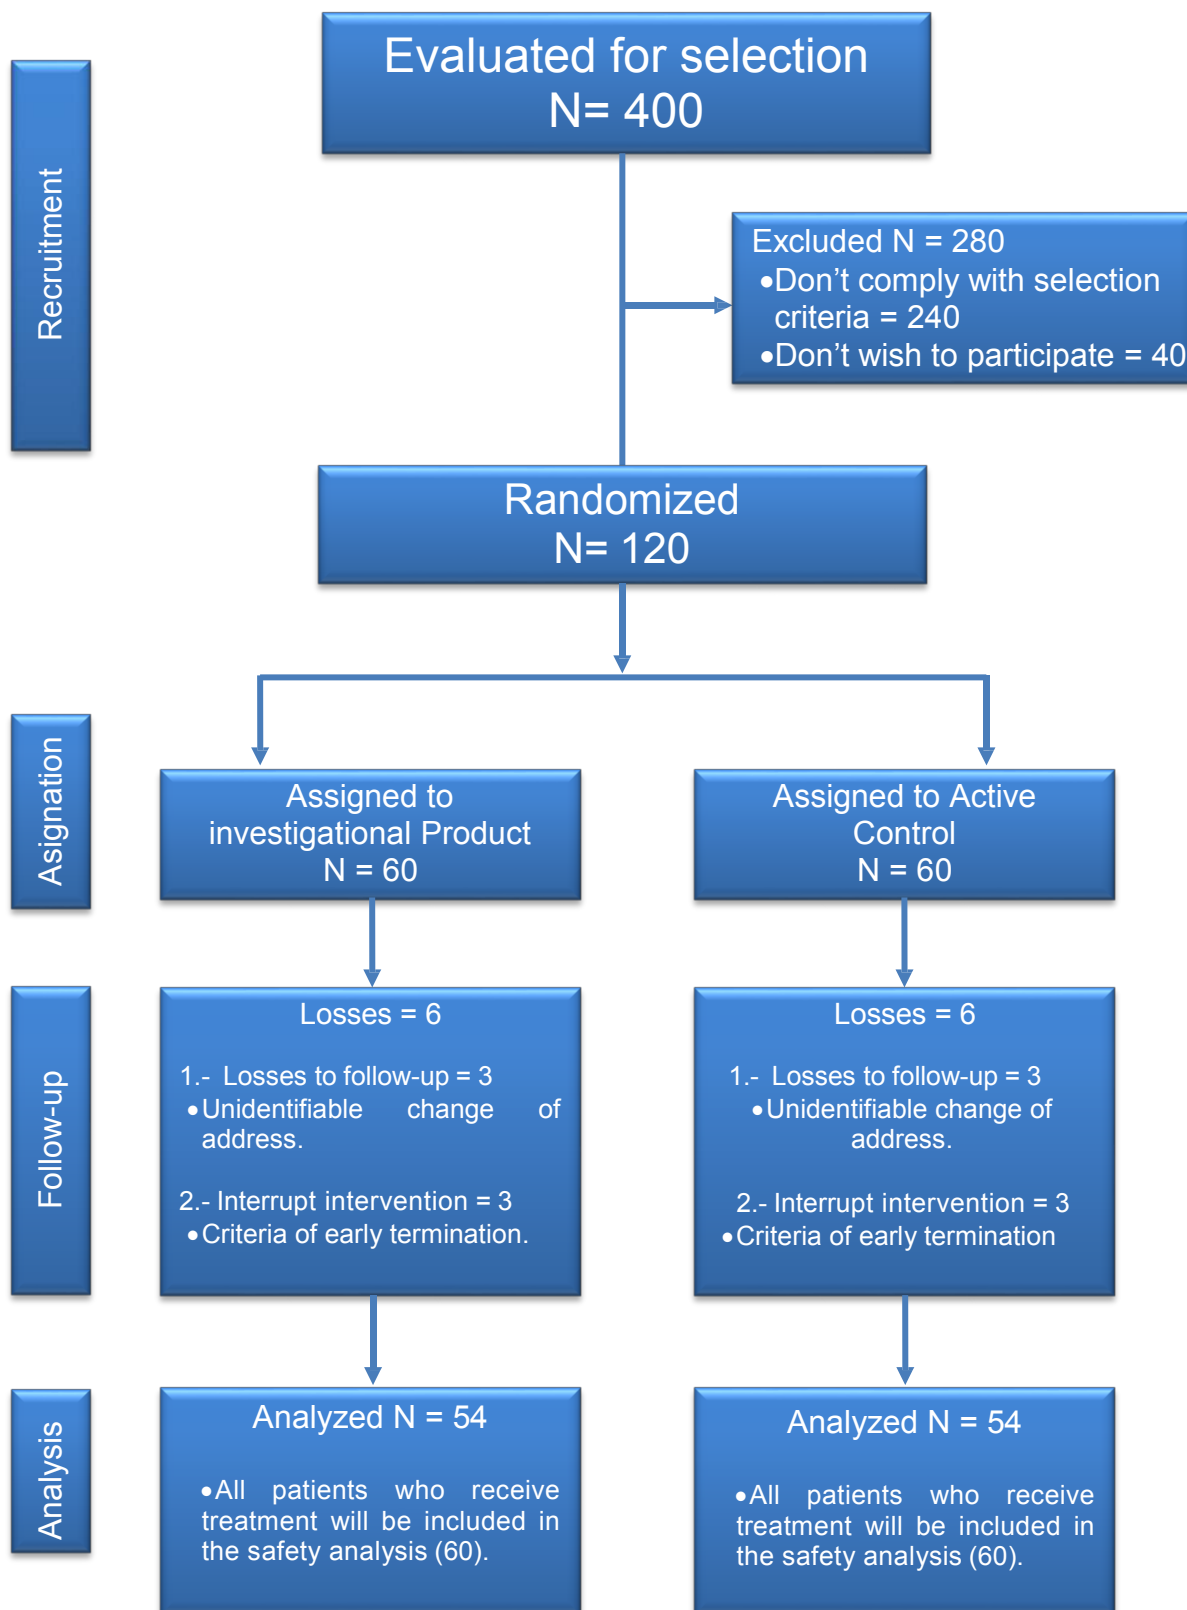 Recruitment
Evaluated for selection
N= 400
Excluded N = 280
•Don’t comply with selection
criteria = 240
•Don’t wish to participate = 40
Randomized
N= 120
Asignation
Assigned to
investigational Product
N = 60
Assigned to Active
Control
N = 60
Follow-up
Losses = 6
1.- Losses to follow-up = 3
•Unidentifiable change of
address.
2.- Interrupt intervention = 3
•Criteria of early termination.
Losses = 6
1.- Losses to follow-up = 3
•Unidentifiable change of
address.
2.- Interrupt intervention = 3
•Criteria of early termination
Analysis
Analyzed N = 54
•All patients who receive
treatment will be included in
the safety analysis (60).
Analyzed N = 54
•All patients who receive
treatment will be included in
the safety analysis (60).